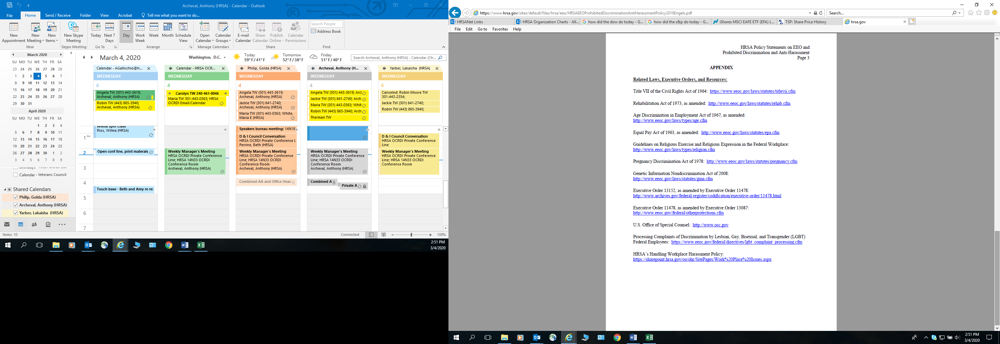 Archeval, Anthony (HRSA) - Calendar - Outlook
File Home Send / Receive Folder View Acrobat Tell me what you want to do...
New Appointment
New Meeting
New Items
New Skype Meeting
Today
Next 7 Days
Day
Work Week
Week
Month
Schedule View
Open Calendar
Calendar Groups
E-mail Calendar
Share Calendar
Publish Online
Calendar Permissions
Search People
Address Book
New
Skype Meeting
Go To
Arrange
Manage Calendars
Share
Find
March 2020
SU MO TU WE TH FR SA
23 24 25 26 27 28 29
1 2 3 4 5 6 7
8 9 10 11 12 13 14
15 16 17 18 19 20 21
22 23 24 25 26 27 28
29 30 31
April 2020
SU MO TU WE TH FR SA
1 2 3 4
5 6 7 8 9 10 11
12 13 14 15 16 17 18
19 20 21 22 23 24 25
26 27 28 29 30 1 2
3 4 5 6 7 8 9
Calendar - Veterans Council
Shared Calendars
Philip, Golda (HRSA)
Archeval, Anthony (HRSA)
Yarber, Lakaisha (HRSA)
Items: 10
March 4, 2020
Washington, D.C.
Today
59° F / 41° F
Tomorrow
52° F / 38° F
Friday
51° F / 40° F
Search Archeval, Anthony (HRSA) - Calendar (Ctr...
Calendar - AGallicchio@h...
WEDNESDAY
4
Angela TW (301) 443-3619;
Archeval, Anthony (HRSA)
Robin TW (443) 865-3940;
Archeval, Anthony (HRSA)
Wilma Spin Class
Rios, Wilma (HRSA)
Open conf line, print materals
Touch base - Beth and Amy re res
1 PM
2
3
4
5
6
7
Calendar - HRSA OCR...
WEDNESDAY
4
Carolyn TW 240-461-0046
Maria TW 301-443-0363; HRSA
OCRDI Email/Calendar
Weekly Manager's Meeting
HRSA OCRDI Private Conference
Line; HRSA 14N33 OCRDI
Conference Room
Archeval, Anthony (HRSA)
Philip, Golda (HRSA)
WEDNESDAY
4
Angela TW (301) 443-3619;
Archeval, Anthony (HRSA)
Jackie TW (301) 641-2740;
Archeval, Anthony (HRSA)
Maria TW (301) 443-0363; White,
Maria E (HRSA)
Speakers bureau meeting; 14N18
D & I Council Conversation
HRSA OCRDI Private Conference L
Perrine, Beth (HRSA)
Weekly Manager's Meeting
HRSA OCRDI Private Conference
Line; HRSA 14N33 OCRDI
Conference Room
Archeval, Anthony (HRSA)
Combined AA and Office Head
Archeval, Anthony (H...
WEDNESDAY
4
Angela TW (301) 443-3619; Arcl
Jackie TW (301) 641-2740; Arch
Maria TW (301) 443-0363; Whit
Robin TW (443) 865-3940; Arch
Therman TW
Weekly Manager's Meeting
HRSA OCRDI Private Conference
Line; HRSA 14N33 OCRDI
Conference Room
Archeval, Anthony (HRSA)
Combined A
Private A
Yarber, Lakaisha (HRSA)
WEDNESDAY
4
Canceled: Robin Moore TW
301-443-2354;
Jackie TW (301) 641-2740;
Robin TW (443) 865-3940;
D & I Council Conversation
HRSA OCRDI Private Conference
Line
Weekly Manager's Meeting
HRSA OCRDI Private Conference
Line; HRSA 14N33 OCRDI
Conference Room
Connected 100%
2:51 PM
3/4/2020
https://www.hrsa.gov/sites/default/files/hrsa/eeo/HRSAEEOProhibitedDiscriminationAntiHarassmentPolicy2019Engels.pdf
Search...
HRSANet Links
HRSA Organization Charts - All...
how did the dow do today - G...
how did the s&p do today - G...
iShares MSCI EAFE ETF (EFA) L...
TSP: Share Price History
hrsa.gov
File Edit Go to Favorites Help
HRSA Policy Statements on EEO and
Prohibited Discrimination and Anti-Harassment
Page 3
APPENDIX
Related Laws, Executive Orders, and Resources:
Title VII of the Civil Rights Act of 1964: https://www.eeoc.gov/laws/statutes/titlevii.cfm
Rehabilitation Act of 1973, as amended: http://www.eeoc.gov/laws/statutes/rehab.cfm
Age Discrimination in Employment Act of 1967, as amended:
http://www.eeoc.gov/laws/types/age.cfm
Equal Pay Act of 1963, as amended: http://www.eeoc.gov/laws/statutes/epa.cfm
Guidelines on Religious Exercise and Religious Expression in the Federal Workplace:
http://www.eeoc.gov/laws/types/religion.cfm
Pregnancy Discrimination Act of 1978: http://www.eeoc.gov/laws/statutes/pregnancy.cfm
Genetic Information Nondiscrimination Act of 2008:
http://www.eeoc.gov/laws/statutes/gina.cfm
Executive Order 13152, as amended by Executive Order 11478:
http://www.archives.gov/federal-register/codification/executive-order/11478.html
Executive Order 11478, as amended by Executive Order 13087:
http://www.eeoc.gov/federal/otherprotections.cfm
U.S. Office of Special Counsel: http://www.osc.gov
Processing Complaints of Discrimination by Lesbian, Gay, Bisexual, and Transgender (LGBT)
Federal Employees: https://www.eeoc.gov/federal/directives/lgbt_complaint_processing.cfm
HRSA's Handling Workplace Harassment Policy:
https://sharepoint.hrsa.gov/oo/ohr/SitePages/Work%20Place%20Issues.aspx
2:51 PM
3/4/2020